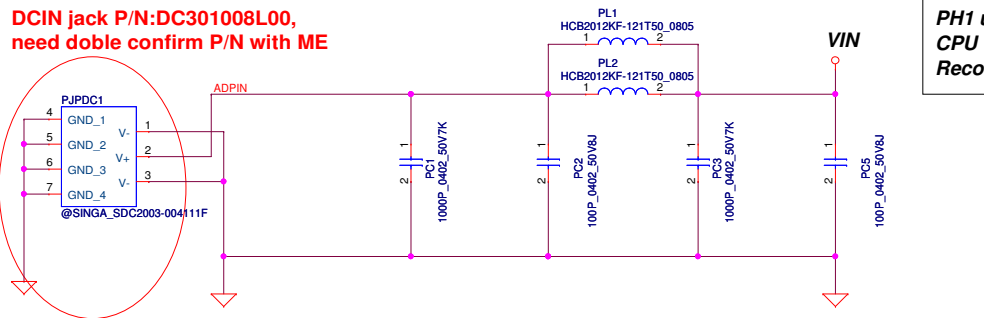 DCIN jack P/N:DC301008L00,
need doble confirm P/N with ME
PL1
HCB2012KF-121T50_0805
1 2
PL2
HCB2012KF-121T50_0805
1 2
VIN
PH1 u
CPU
Reco
ADPIN
PJPDC1
4 GND_1
V- 1
5 GND_2
V+ 2
6 GND_3
V- 3
7 GND_4
@SINGA_SDC2003-004111F
1
2
PC1
1000P_0402_50V7K
1
2
PC2
100P_0402_50V8J
1
2
PC3
1000P_0402_50V7K
1
2
PC5
100P_0402_50V8J